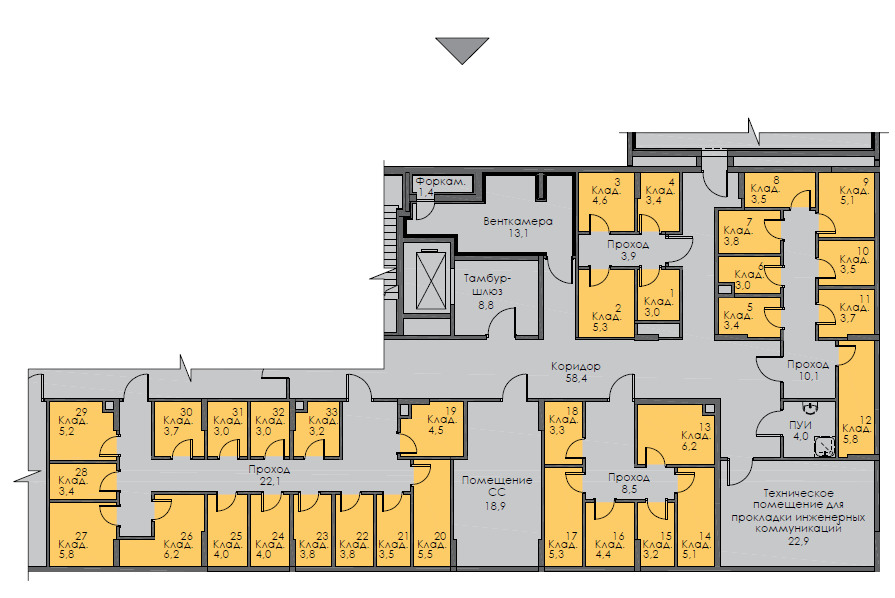 Форкам.
1,4
Венткамера
13,1
3
Клад.
4,6
4
Клад.
3,4
8
Клад.
3,5
9
Клад.
5,1
7
Клад.
3,8
Проход
3,9
10
Клад.
3,5
6
Клад.
3,0
Тамбур-
шлюз
8,8
2
Клад.
5,3
1
Клад.
3,0
5
Клад.
3,4
11
Клад.
3,7
Коридор
58,4
Проход
10,1
29
Клад.
5,2
30
Клад.
3,7
31
Клад.
3,0
32
Клад.
3,0
33
Клад.
3,2
19
Клад.
4,5
18
Клад.
3,3
13
Клад.
6,2
ПУИ
4,0
12
Клад.
5,8
28
Клад.
3,4
Проход
22,1
Помещение
СС
18,9
Проход
8,5
Техническое
помещение для
прокладки инженерных
коммуникаций
22,9
27
Клад.
5,8
26
Клад.
6,2
25
Клад.
4,0
24
Клад.
4,0
23
Клад.
3,8
22
Клад.
3,8
21
Клад.
3,5
20
Клад.
5,5
17
Клад.
5,3
16
Клад.
4,4
15
Клад.
3,2
14
Клад.
5,1